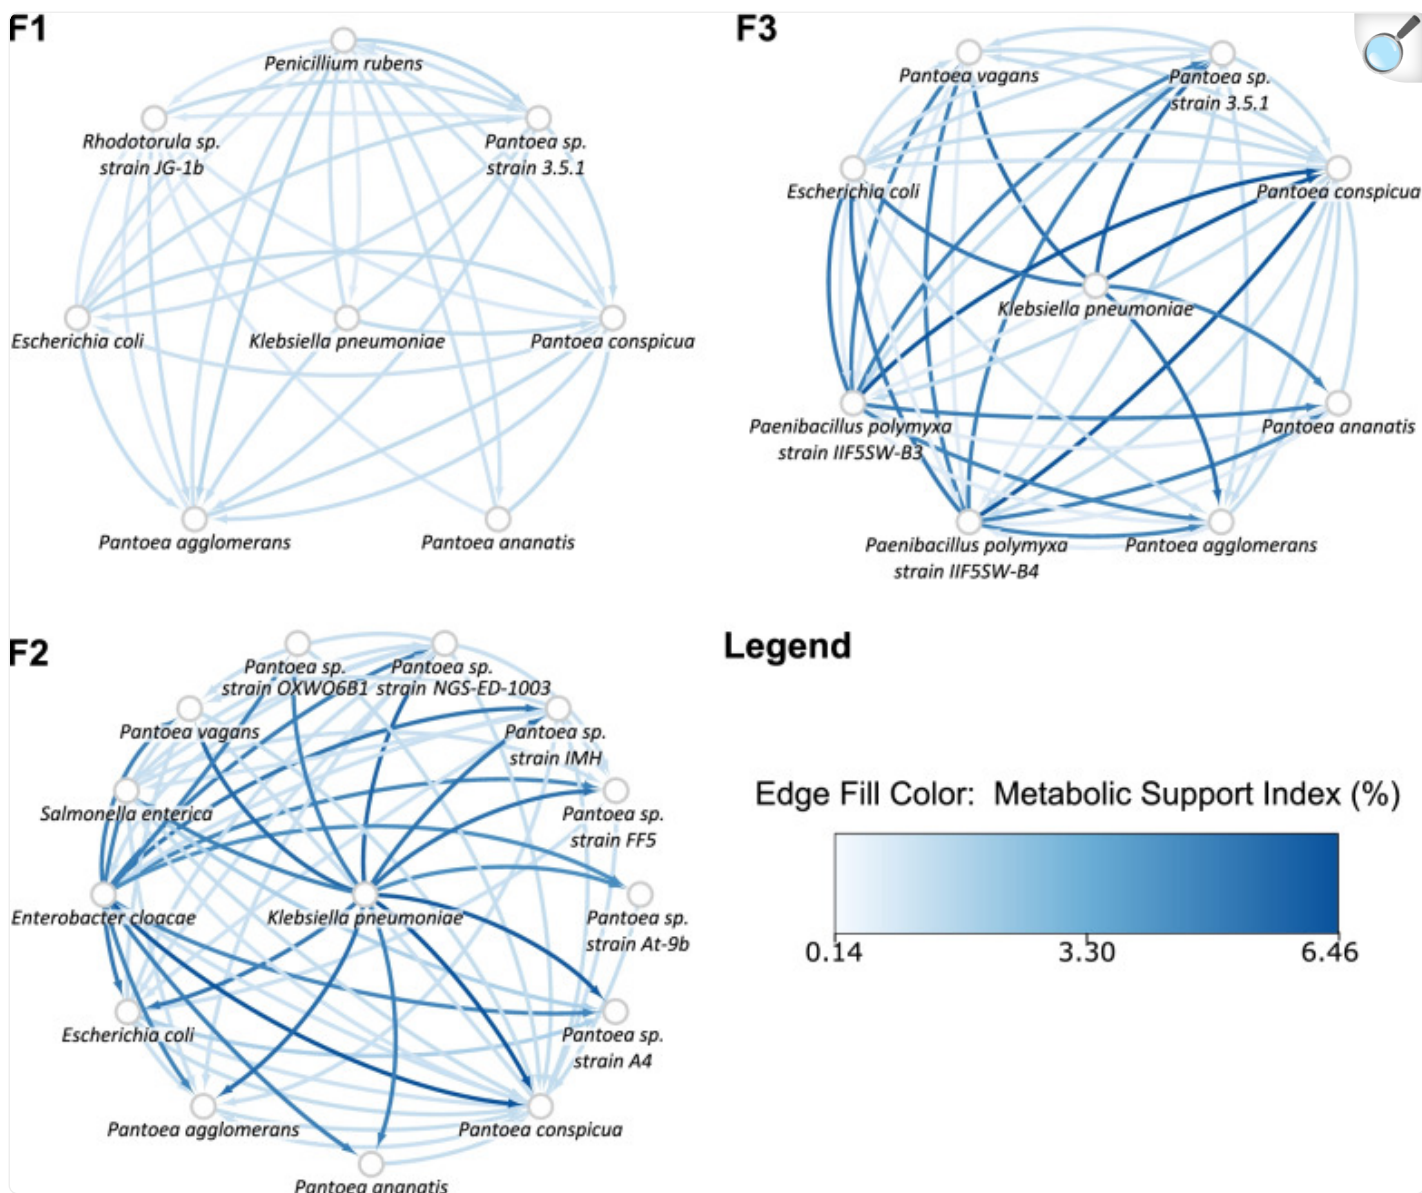 F1
Penicillium rubens
Rhodotorula sp.
strain JG-1b
Pantoea sp.
strain 3.5.1
Escherichia coli
Klebsiella pneumoniae
Pantoea conspicua
Pantoea agglomerans
Pantoea ananatis
F3
Pantoea vagans
Pantoea sp.
strain 3.5.1
Escherichia coli
Pantoea conspicua
Klebsiella pneumoniae
Paenibacillus polymyxa
strain IIF5SW-B3
Pantoea ananatis
Paenibacillus polymyxa
strain IIF5SW-B4
Pantoea agglomerans
F2
Pantoea sp.
strain OXWO6B1
Pantoea sp.
strain NGS-ED-1003
Pantoea vagans
Pantoea sp.
strain IMH
Salmonella enterica
Pantoea sp.
strain FF5
Enterobacter cloacae
Klebsiella pneumoniae
Pantoea sp.
strain At-9b
Escherichia coli
Pantoea sp.
strain A4
Pantoea agglomerans
Pantoea conspicua
Pantoea ananatis
Legend
Edge Fill Color: Metabolic Support Index (%)
0.14 3.30 6.46